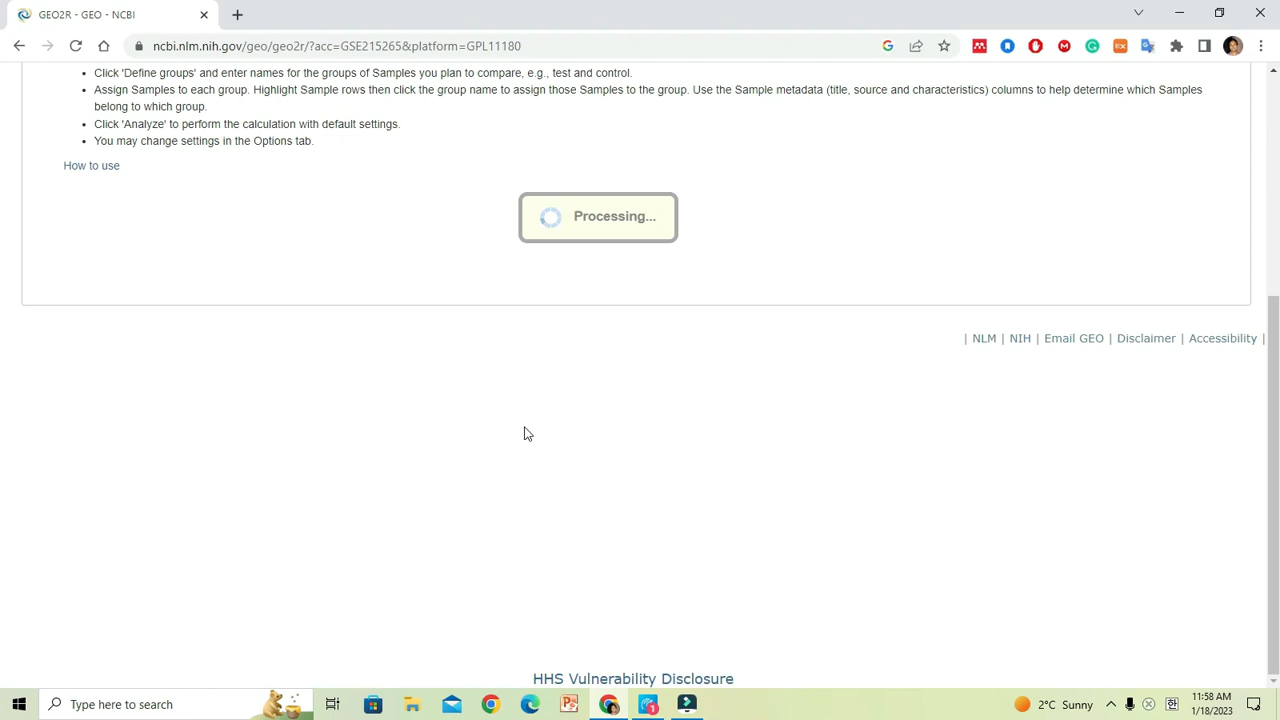 GEO2R - GEO - NCBI
ncbi.nlm.nih.gov/geo/geo2r/?acc=GSE215265&platform=GPL11180
Click 'Define groups' and enter names for the groups of Samples you plan to compare, e.g., test and control.
Assign Samples to each group. Highlight Sample rows then click the group name to assign those Samples to the group. Use the Sample metadata (title, source and characteristics) columns to help determine which Samples
belong to which group.
Click 'Analyze' to perform the calculation with default settings.
You may change settings in the Options tab.
How to use
Processing...
| NLM | NIH | Email GEO | Disclaimer | Accessibility |
HHS Vulnerability Disclosure
Type here to search
2°C Sunny
11:58 AM
1/18/2023